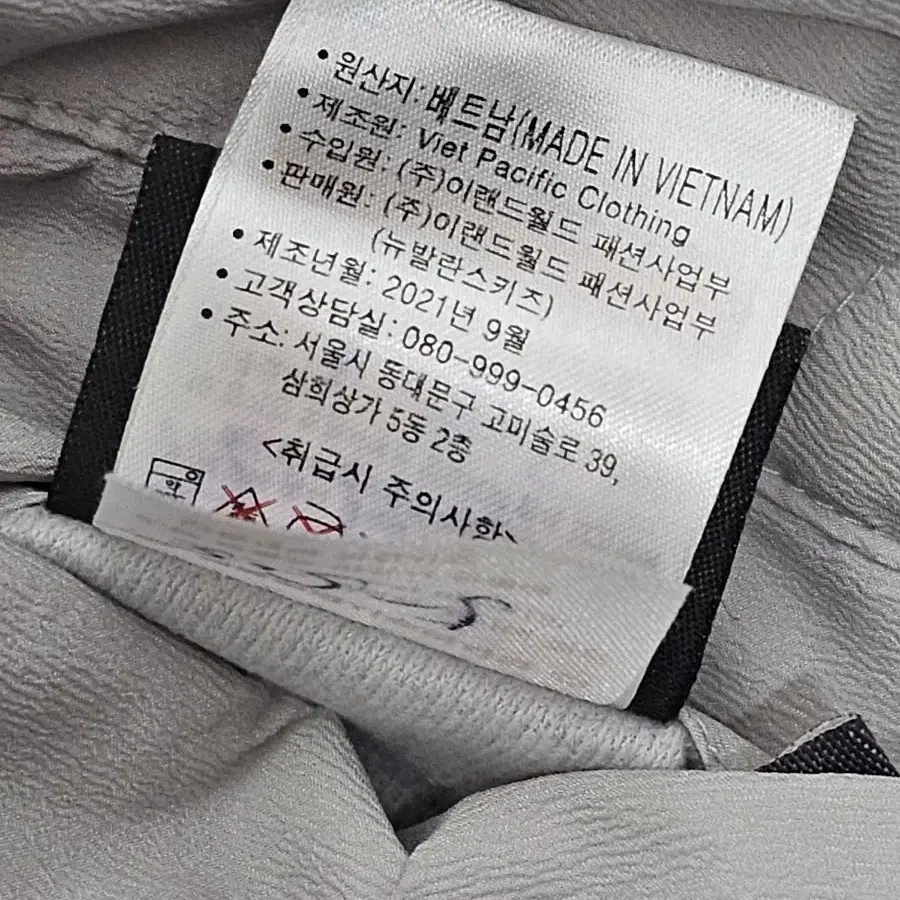 • 원산지: 베트남(MADE IN VIETNAM)
• 제조원: Viet Pacific Clothing
• 수입원: (주)이랜드월드 패션사업부
• 판매원: (주)이랜드월드 패션사업부
(뉴발란스키즈)
• 제조년월: 2021년 9월
• 고객상담실: 080-999-0456
• 주소: 서울시 동대문구 고미술로 39,
삼희상가 5동 2층
<취급시 주의사항>
약